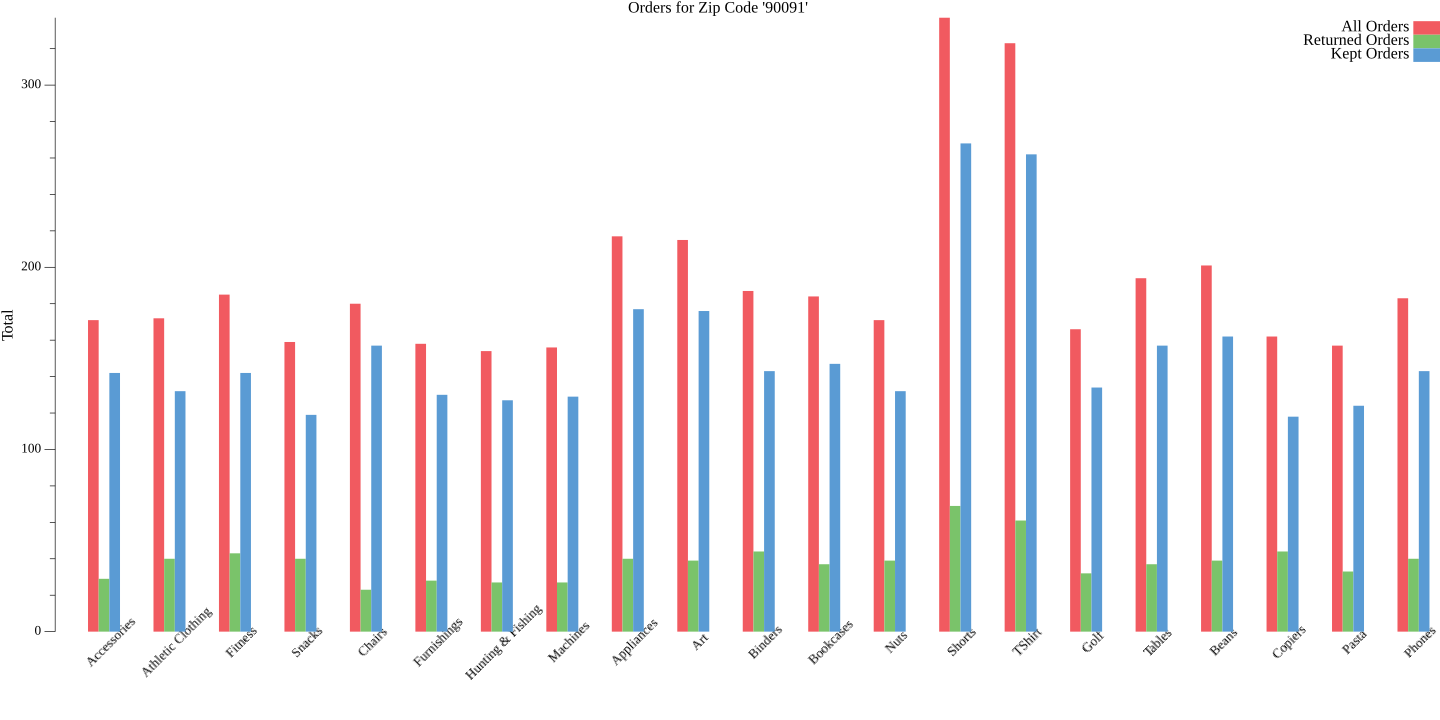 Orders for Zip Code '90091'
All Orders
Returned Orders
Kept Orders
Total
300
200
100
0
Accessories
Athletic Clothing
Fitness
Snacks
Chairs
Furnishings
Hunting & Fishing
Machines
Appliances
Art
Binders
Bookcases
Nuts
Shorts
TShirt
Golf
Tables
Beans
Copiers
Pasta
Phones